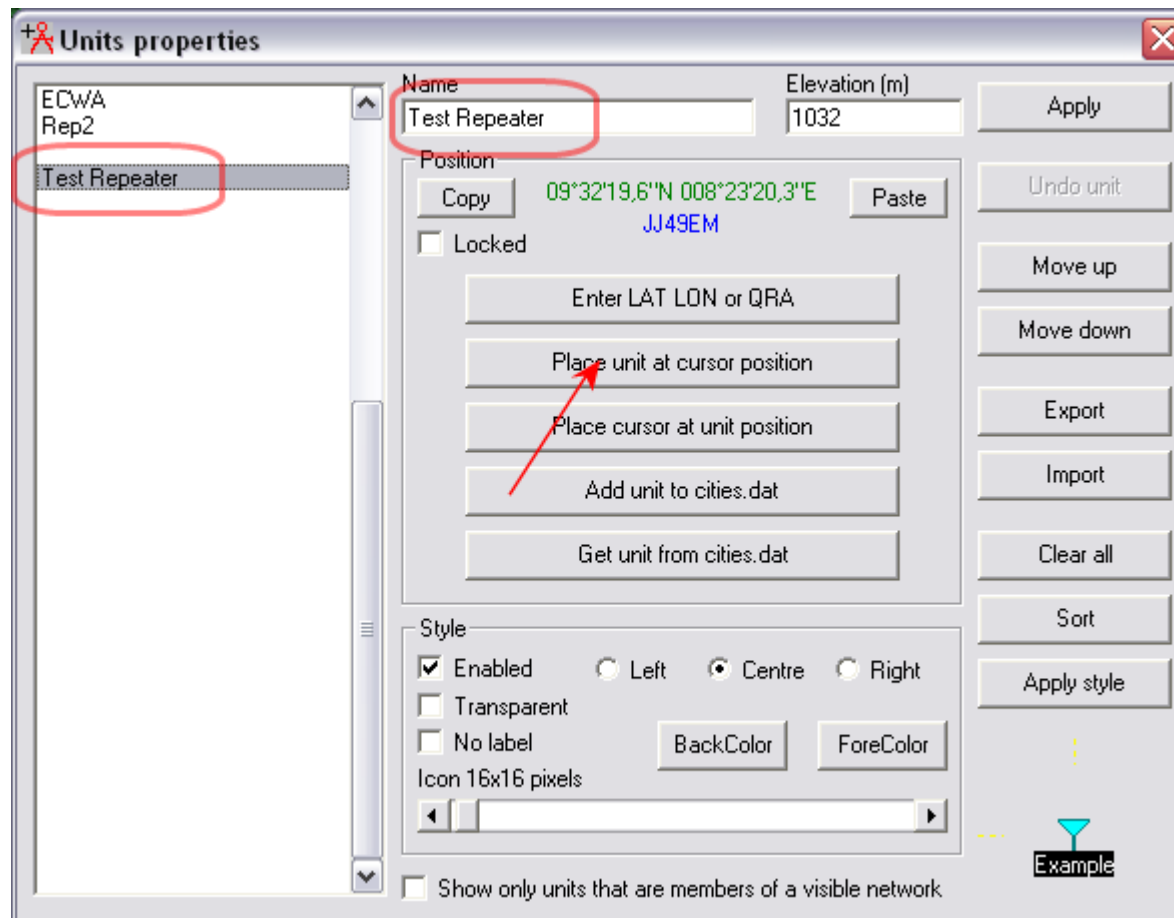 Units properties
ECWA
Rep2
Test Repeater
Name
Test Repeater
Elevation (m)
1032
Position
Copy
09°32'19,6"N 008°23'20,3"E
Paste
JJ49EM
Locked
Enter LAT LON or QRA
Place unit at cursor position
Place cursor at unit position
Add unit to cities.dat
Get unit from cities.dat
Style
Enabled
Left
Centre
Right
Transparent
No label
BackColor
ForeColor
Icon 16x16 pixels
Show only units that are members of a visible network
Apply
Undo unit
Move up
Move down
Export
Import
Clear all
Sort
Apply style
Example